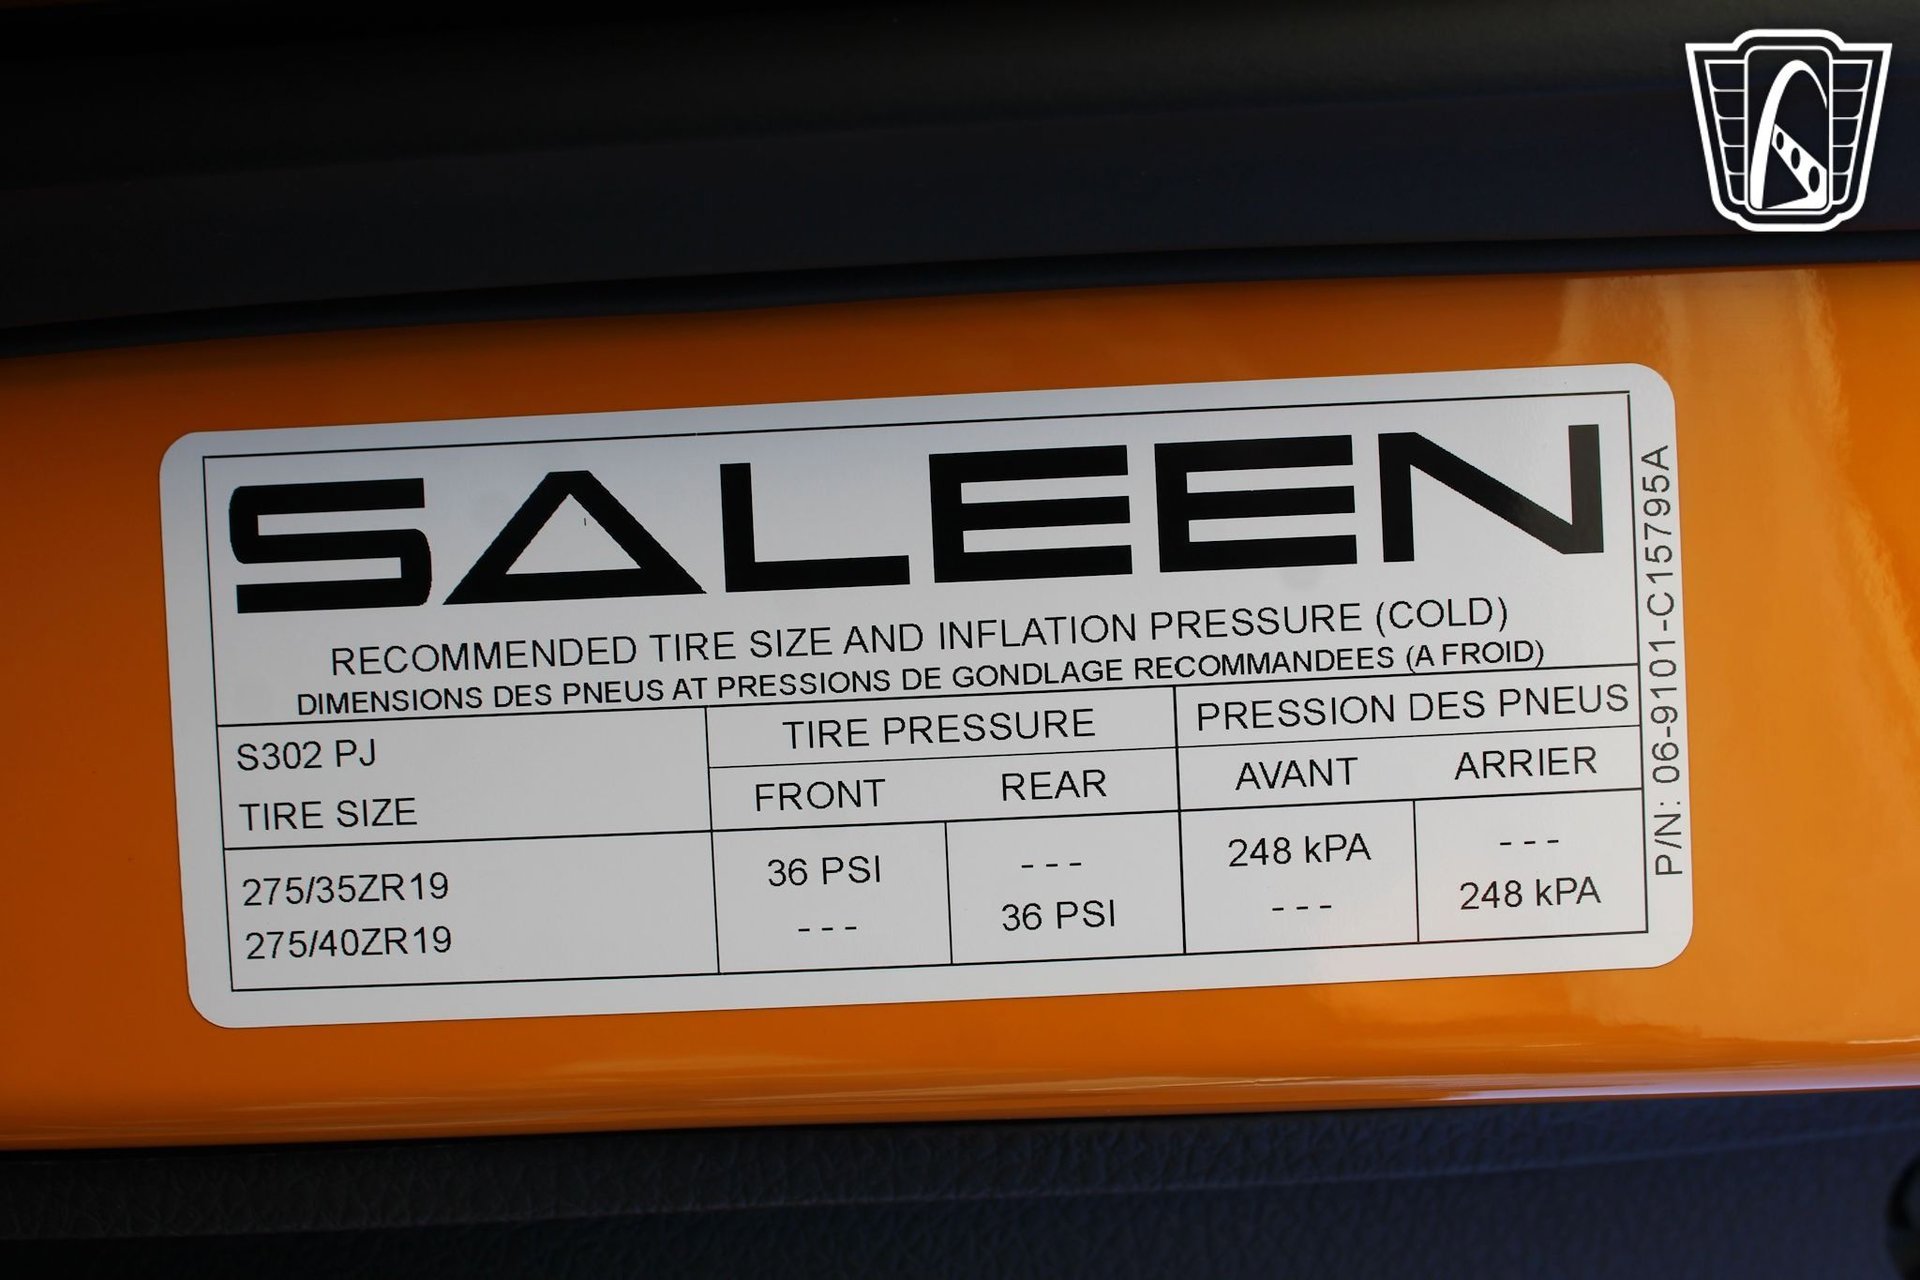 SALEEN
RECOMMENDED TIRE SIZE AND INFLATION PRESSURE (COLD)
DIMENSIONS DES PNEUS AT PRESSIONS DE GONDLAGE RECOMMANDEES (A FROID)
S302 PJ TIRE PRESSURE PRESSION DES PNEUS
TIRE SIZE FRONT REAR AVANT ARRIER
275/35ZR19 36 PSI --- 248 kPA ---
275/40ZR19 --- 36 PSI --- 248 kPA
P/N: 06-9101-C15795A